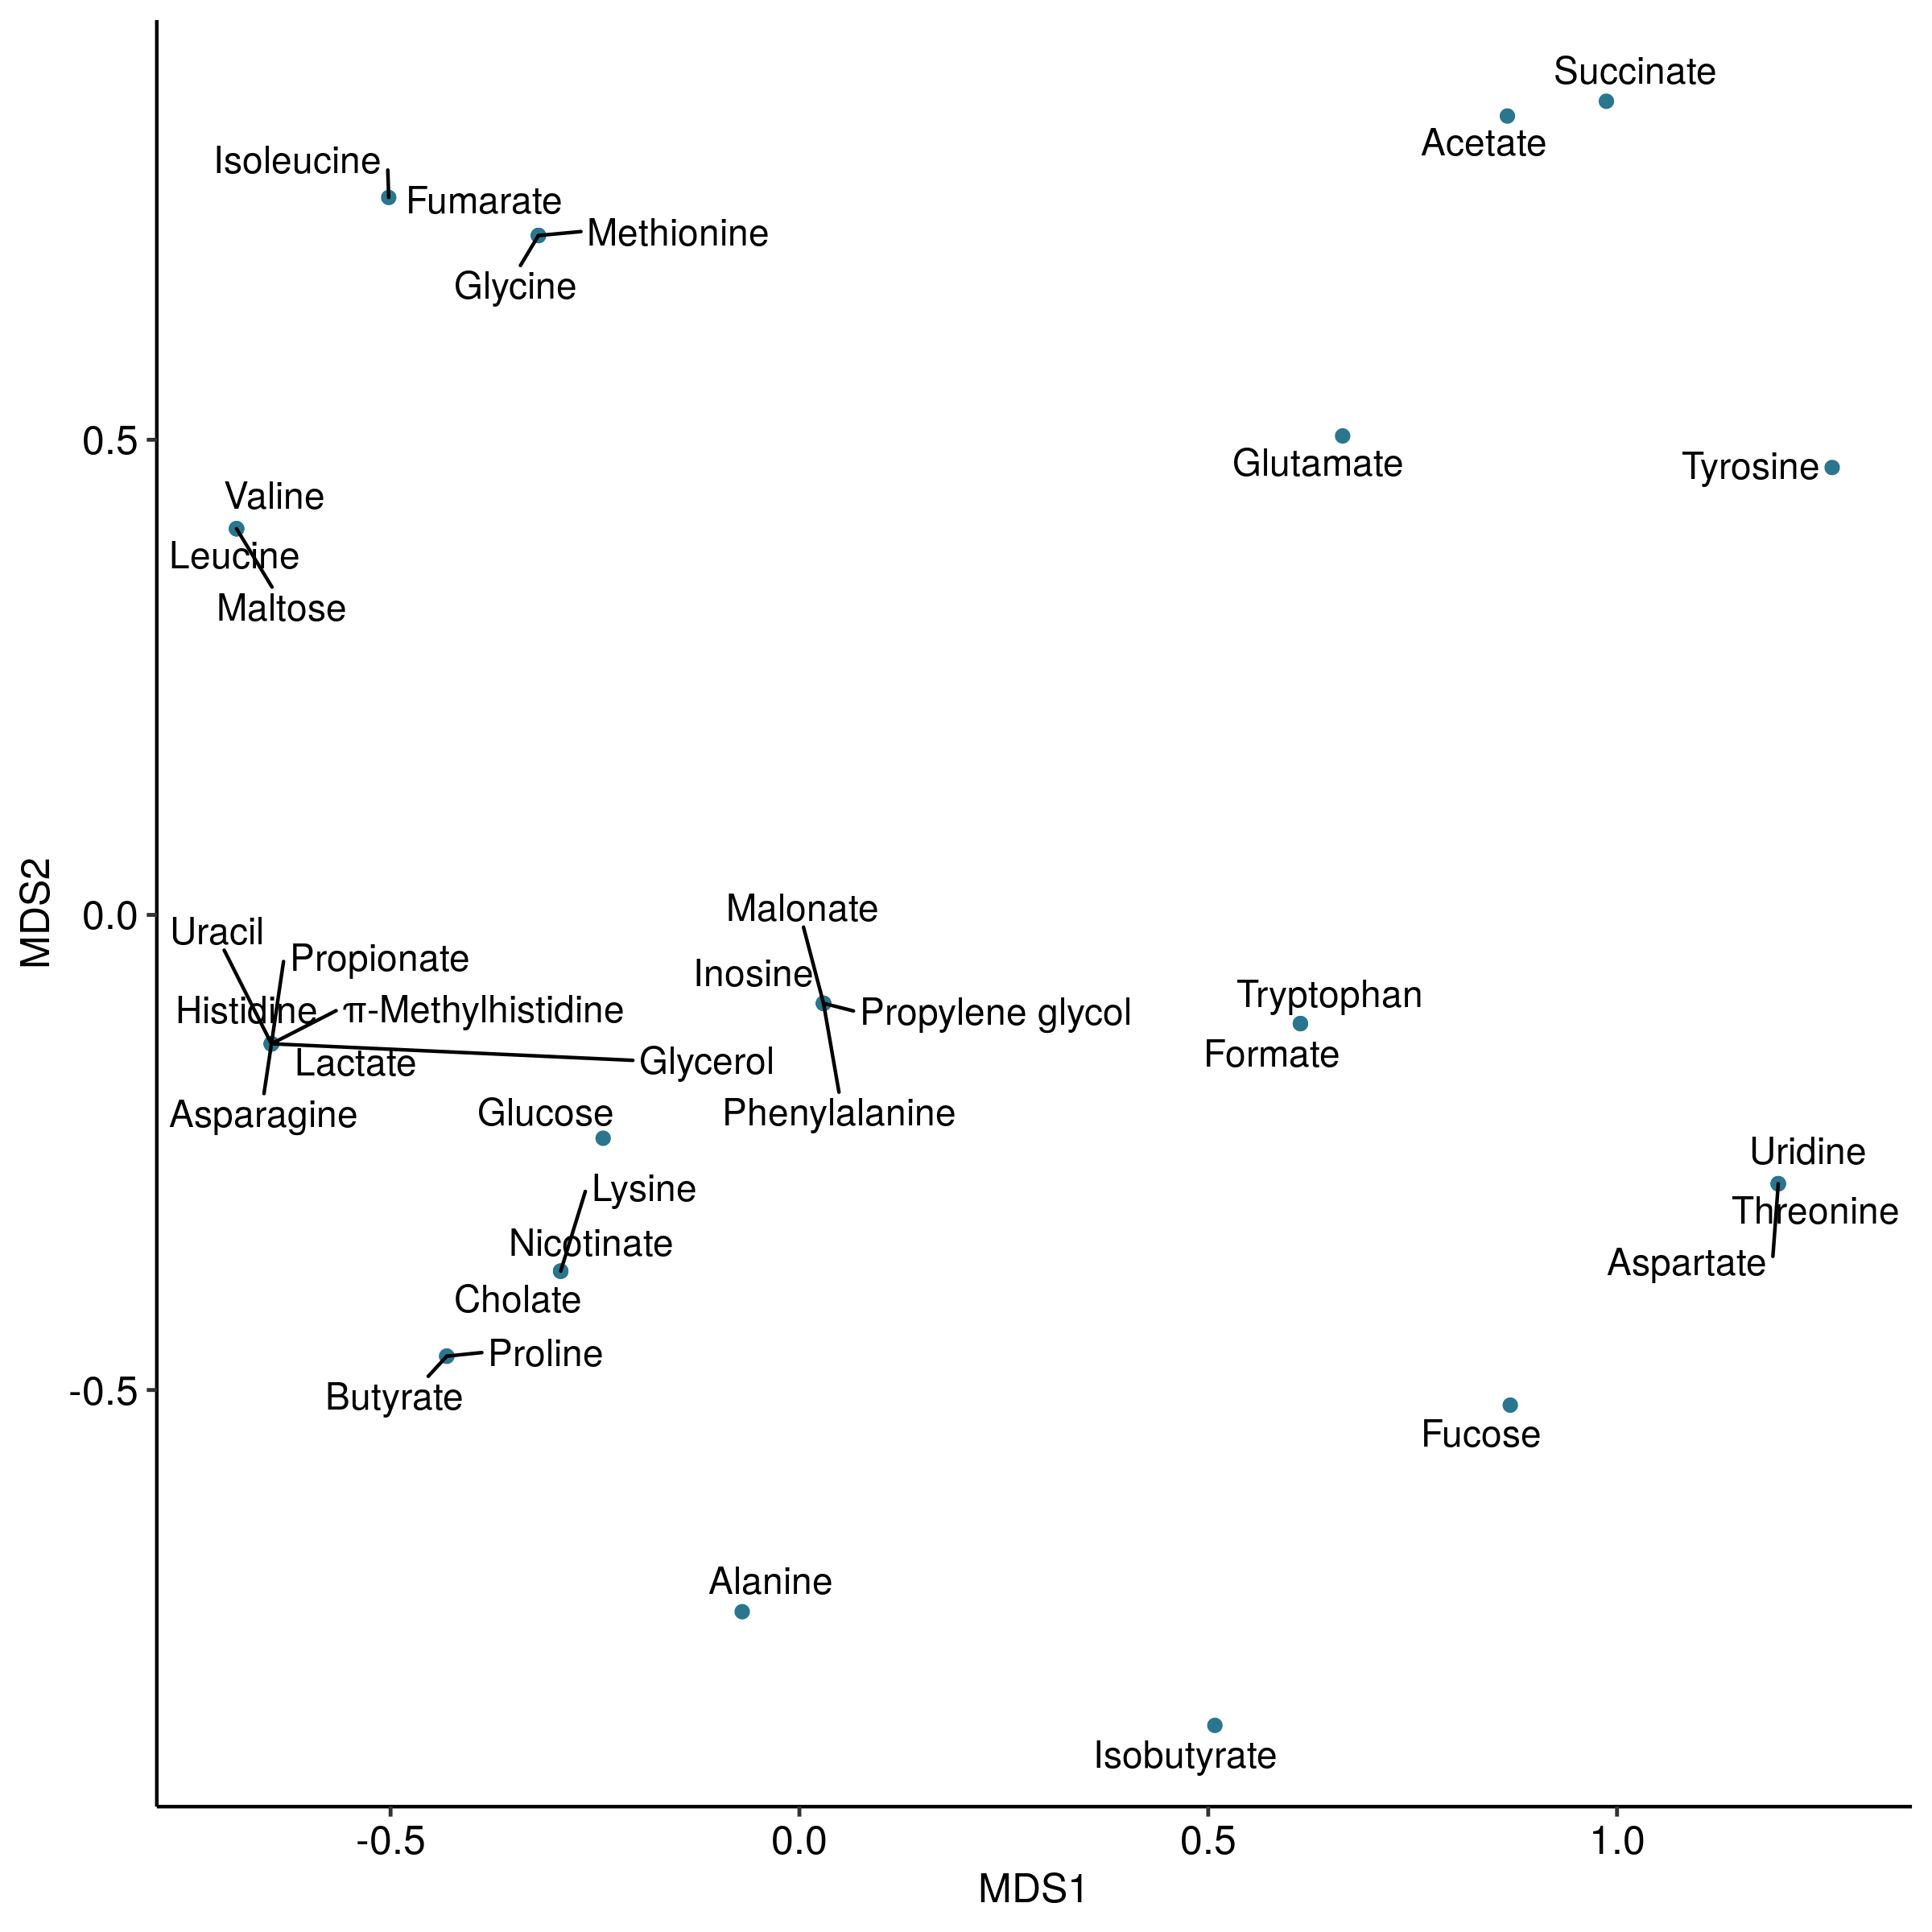 Succinate
Acetate
Isoleucine
Fumarate
Methionine
Glycine
0.5
Glutamate
Tyrosine
Valine
Leucine
Maltose
MDS2
0.0
Malonate
Uracil
Propionate
Inosine
Tryptophan
Histidine
π-Methylhistidine
Propylene glycol
Formate
Lactate
Glycerol
Asparagine
Glucose
Phenylalanine
Uridine
Lysine
Threonine
Nicotinate
Aspartate
Cholate
Proline
-0.5
Butyrate
Fucose
Alanine
Isobutyrate
-0.5
0.0
0.5
1.0
MDS1